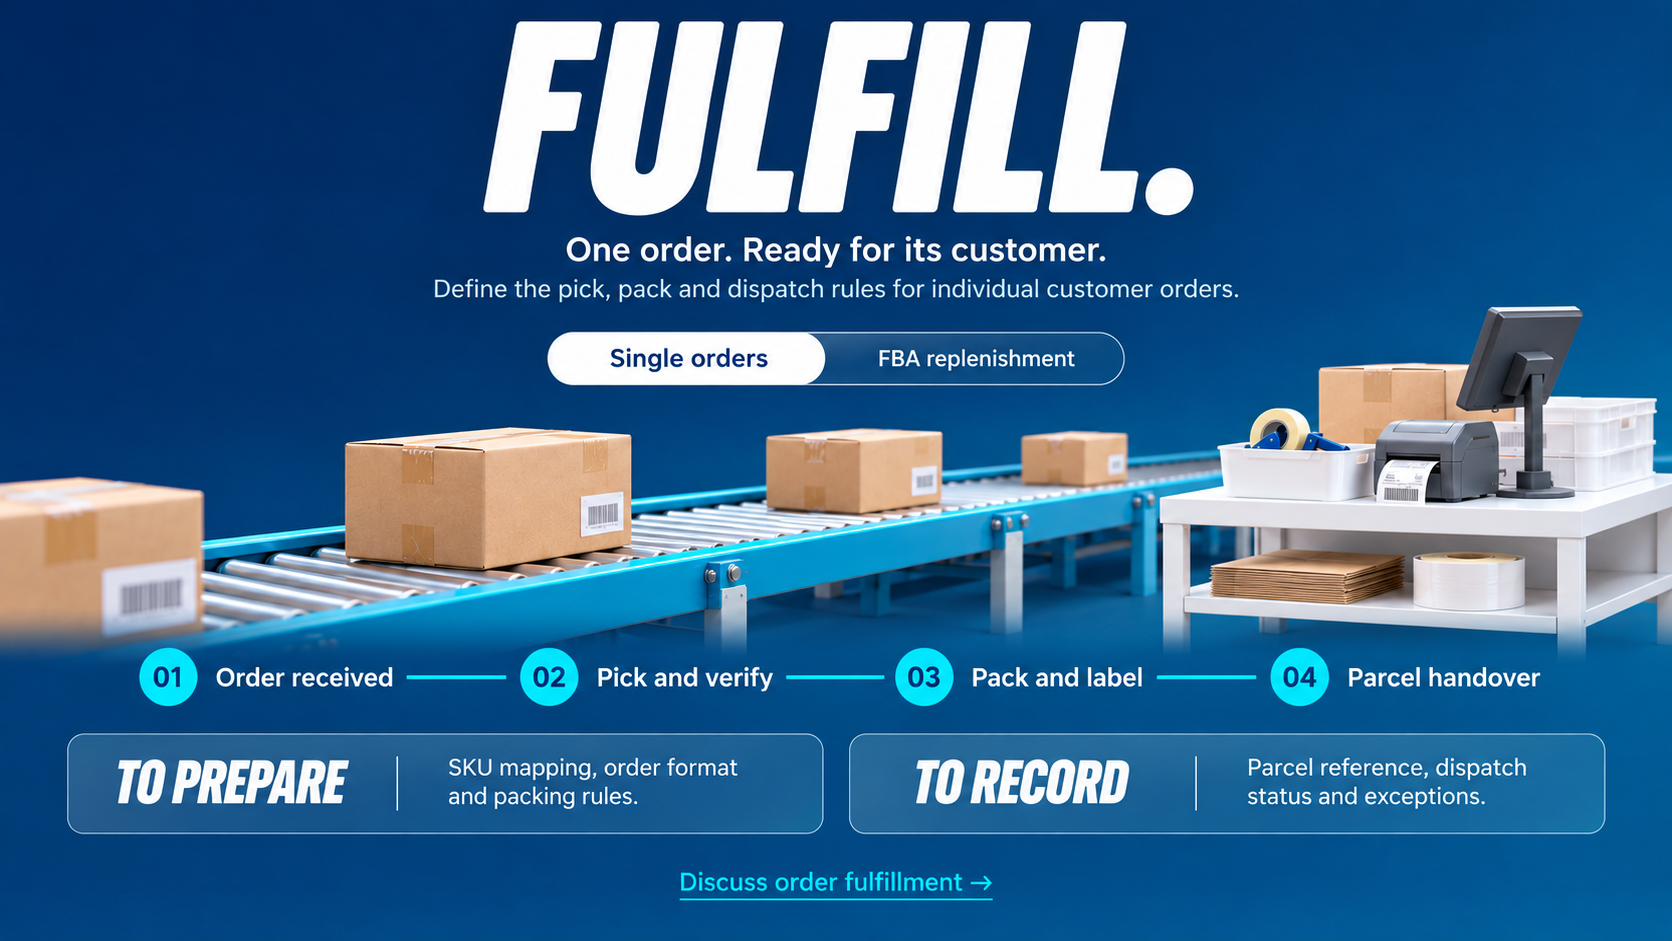 FULFILL.
One order. Ready for its customer.
Define the pick, pack and dispatch rules for individual customer orders.
Single orders
FBA replenishment
01 Order received
02 Pick and verify
03 Pack and label
04 Parcel handover
TO PREPARE
SKU mapping, order format
and packing rules.
TO RECORD
Parcel reference, dispatch
status and exceptions.
Discuss order fulfillment →